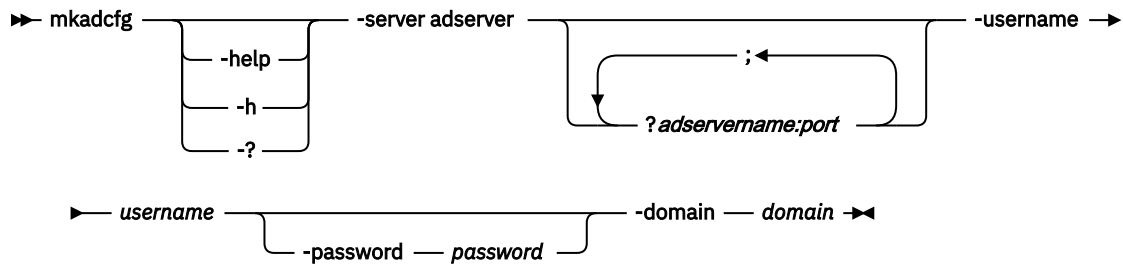 mkadcfg -server adserver -username
-help
;
-h
?adservername:port
-?
username -domain domain
-password password